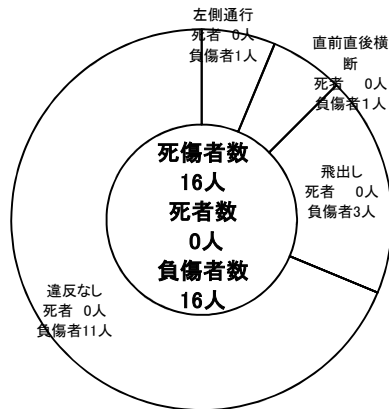 左側通行
死者 0人
負傷者1人
直前直後横
断
死者 0人
負傷者1人
飛出し
死者 0人
負傷者3人
違反なし
死者 0人
負傷者11人
死傷者数
16人
死者数
0人
負傷者数
16人